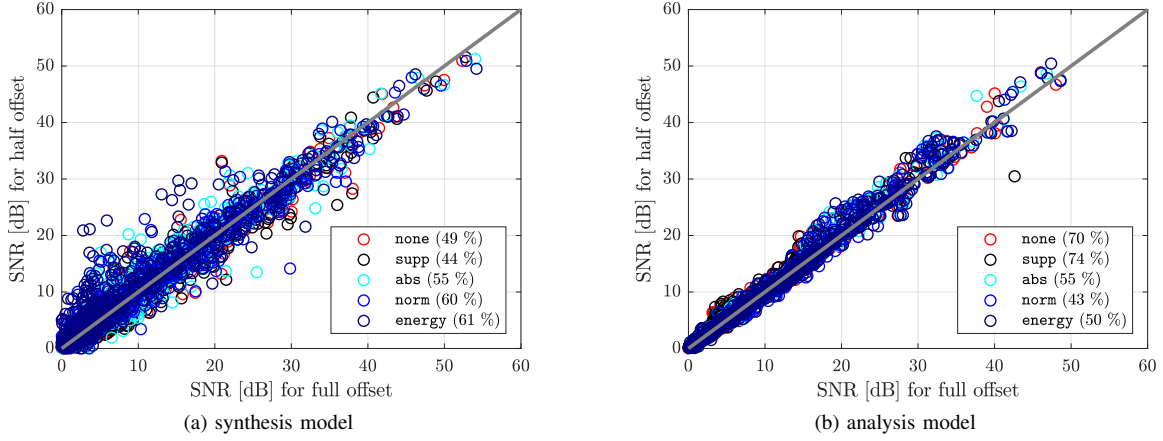 60
50
40
30
20
10
0
SNR [dB] for half offset
none (49 %)
supp (44 %)
abs (55 %)
norm (60 %)
energy (61 %)
0 10 20 30 40 50 60
SNR [dB] for full offset
(a) synthesis model
60
50
40
30
20
10
0
SNR [dB] for half offset
none (70 %)
supp (74 %)
abs (55 %)
norm (43 %)
energy (50 %)
0 10 20 30 40 50 60
SNR [dB] for full offset
(b) analysis model